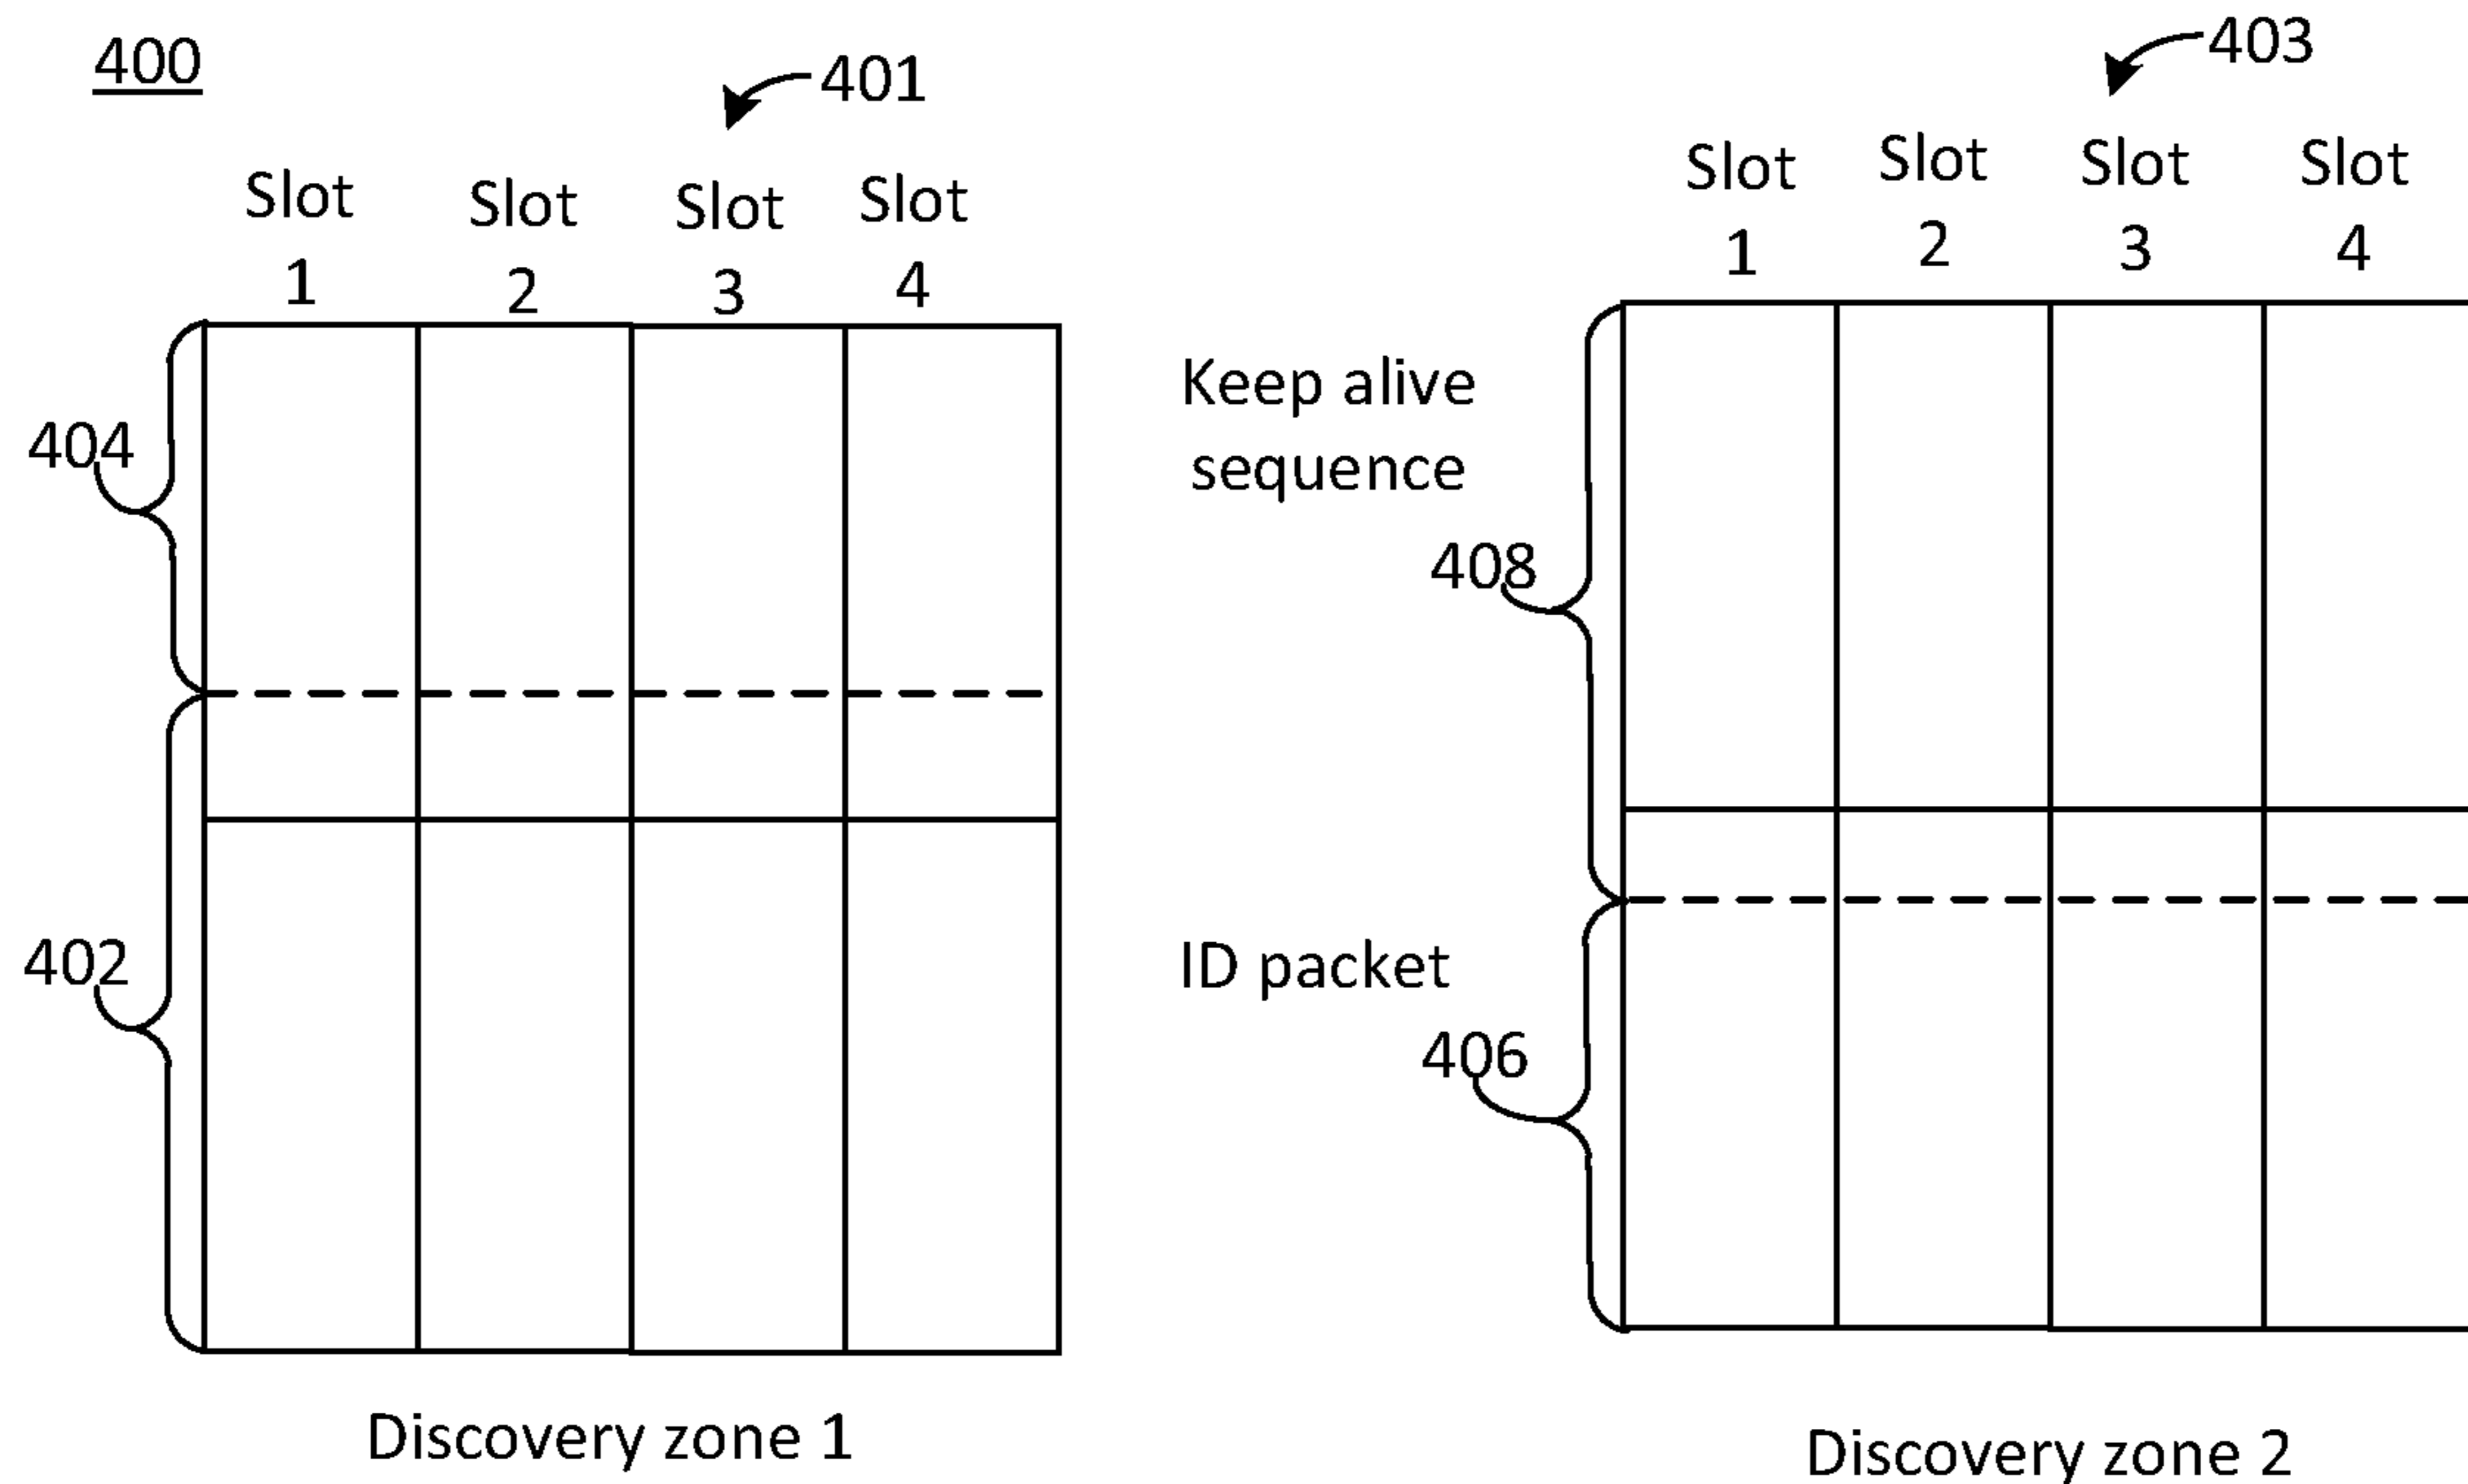 400
401
403
Slot
1
Slot
2
Slot
3
Slot
4
Slot
1
Slot
2
Slot
3
Slot
4
404
402
Keep alive
sequence
408
ID packet
406
Discovery zone 1
Discovery zone 2